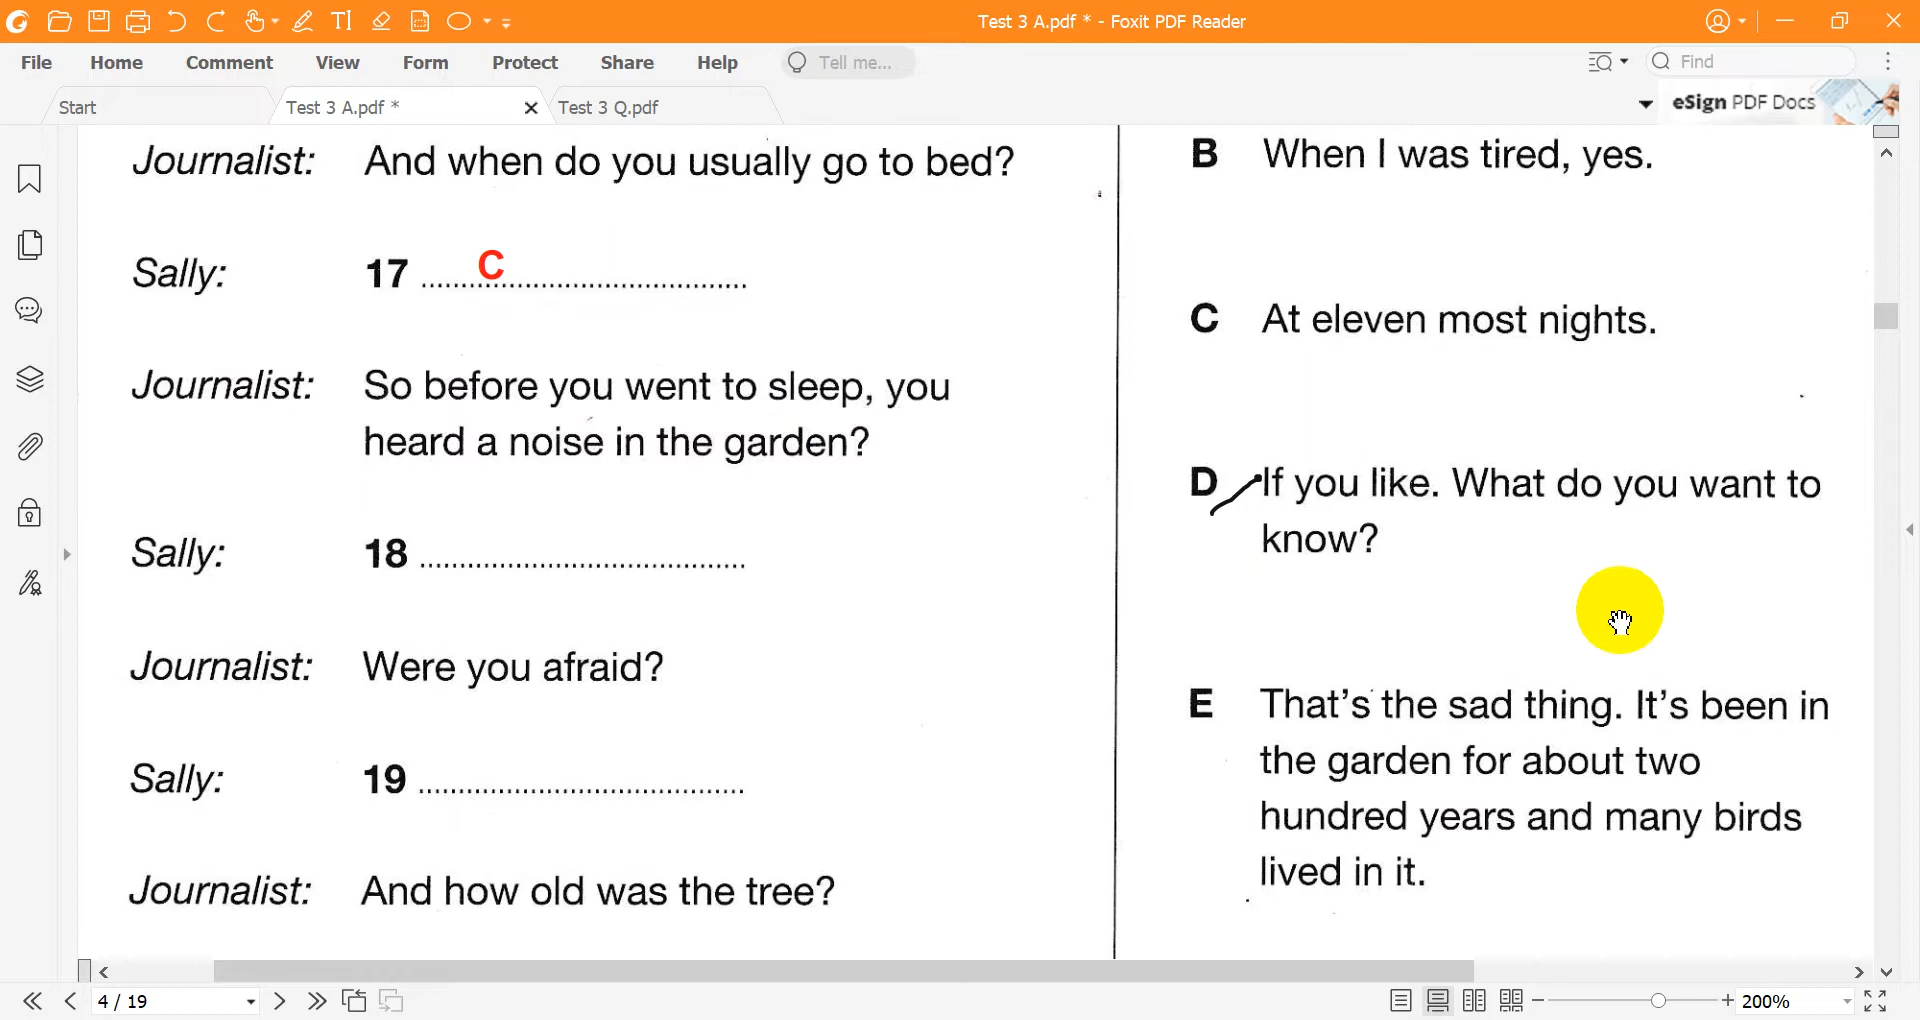 Test 3 A.pdf * - Foxit PDF Reader
File Home Comment View Form Protect Share Help Tell me... Find
Start Test 3 A.pdf * Test 3 Q.pdf eSign PDF Docs
Journalist: And when do you usually go to bed?
Sally: 17 C
Journalist: So before you went to sleep, you
heard a noise in the garden?
Sally: 18
Journalist: Were you afraid?
Sally: 19
Journalist: And how old was the tree?
B When I was tired, yes.
C At eleven most nights.
D If you like. What do you want to
know?
E That's the sad thing. It's been in
the garden for about two
hundred years and many birds
lived in it.
4 / 19 200%